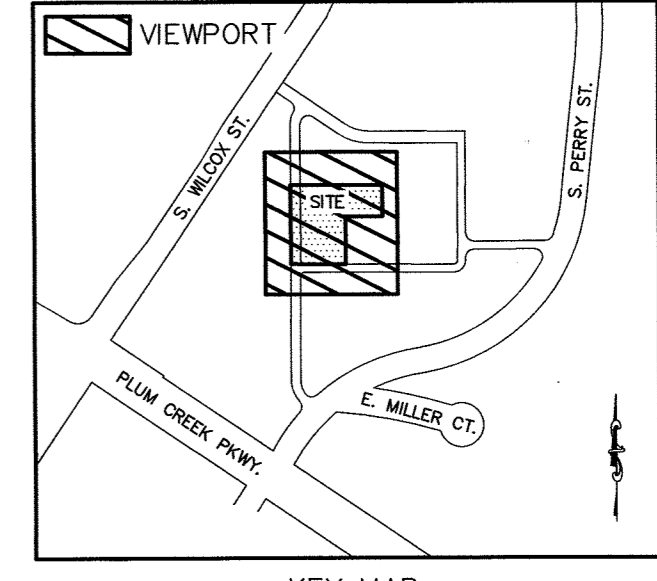 VIEWPORT
S. WILCOX ST.
S. PERRY ST.
SITE
E. MILLER CT.
PLUM CREEK PKWY.
KEY MAP